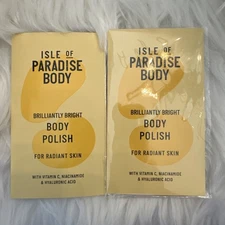 ISLE OF
PARADISE
BODY
BRILLIANTLY BRIGHT
BODY
POLISH
FOR RADIANT SKIN
WITH VITAMIN C, NIACINAMIDE
& HYALURONIC ACID
ISLE OF
PARADISE
BODY
BRILLIANTLY BRIGHT
BODY
POLISH
FOR RADIANT SKIN
WITH VITAMIN C, NIACINAMIDE
& HYALURONIC ACID